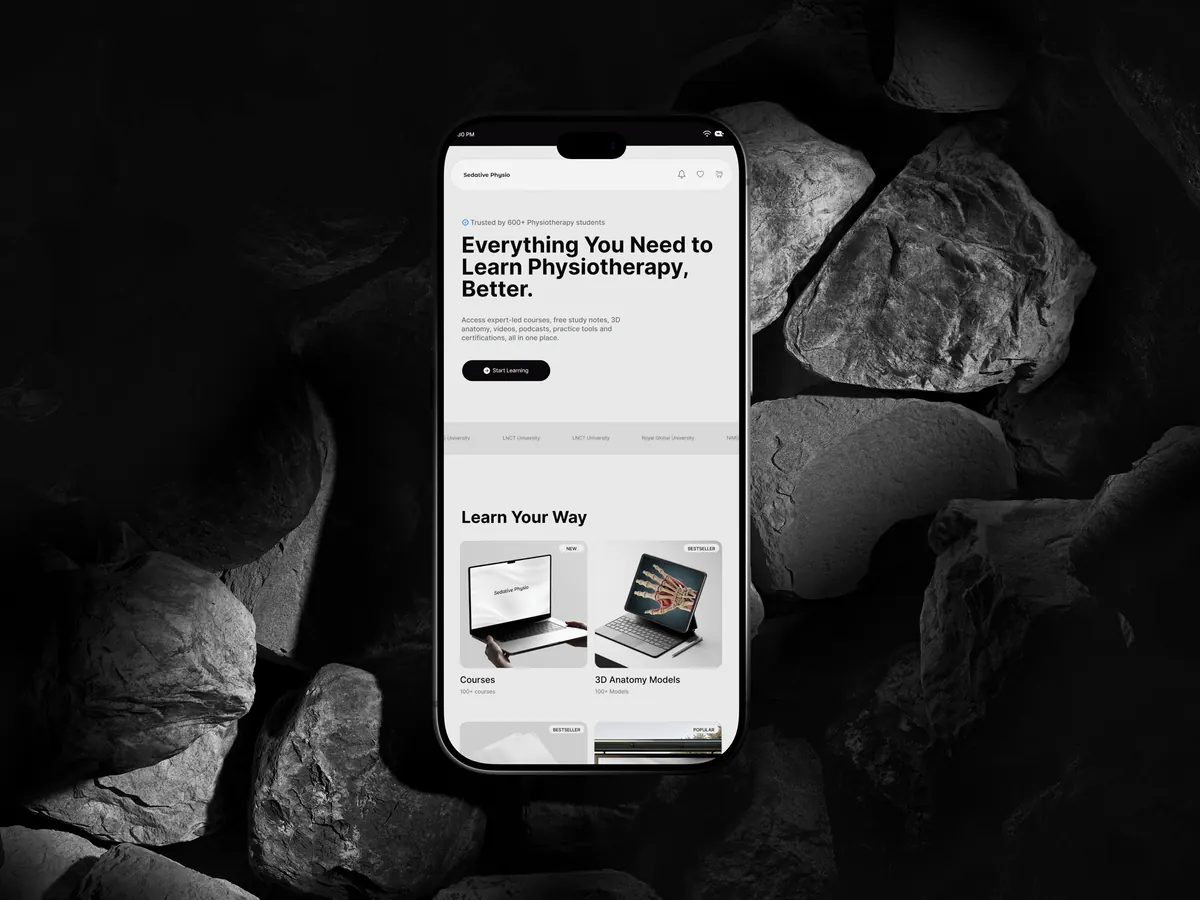 :30 PM
Sedative Physio
Trusted by 600+ Physiotherapy students
Everything You Need to
Learn Physiotherapy,
Better.
Access expert-led courses, free study notes, 3D
anatomy, videos, podcasts, practice tools and
certifications, all in one place.
Start Learning
University LNCT University LNCT University Royal Global University NIMS
Learn Your Way
NEW
Sedative Physio
BESTSELLER
Courses
100+ courses
3D Anatomy Models
100+ Models
BESTSELLER
POPULAR